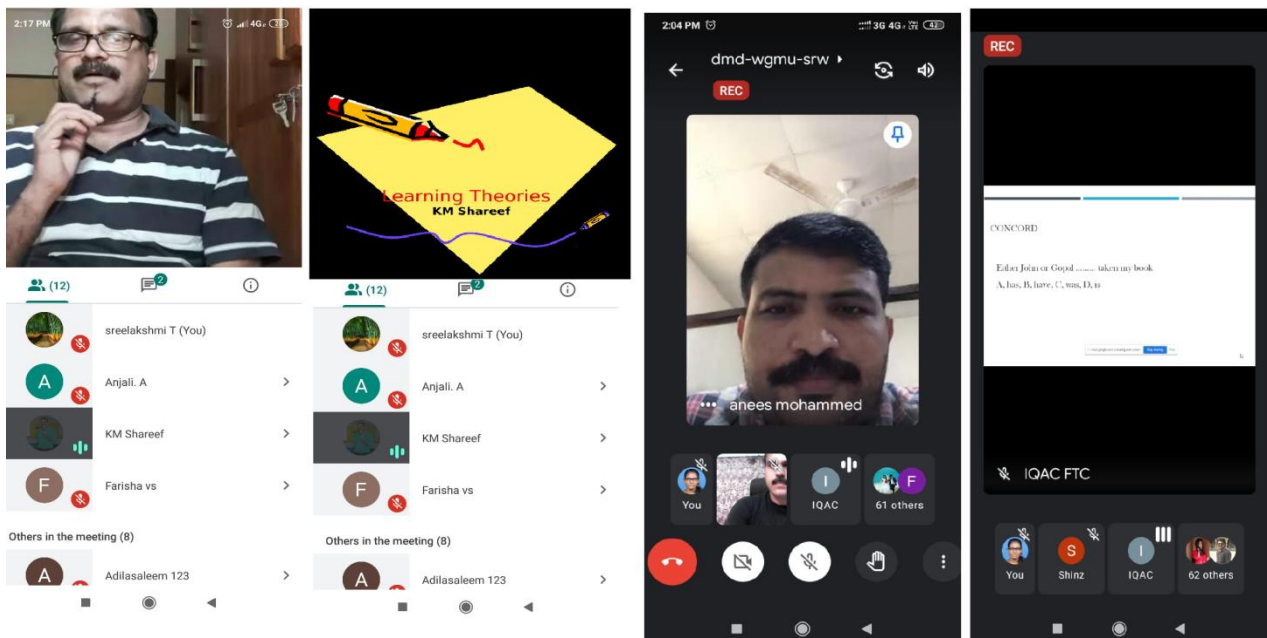 2:17 PM
4G
(12)
2
sreelakshmi T (You)
A
Anjali. A
KM Shareef
F
Farisha vs
Others in the meeting (8)
A
Adilasaleem 123
Learning Theories
KM Shareef
(12)
2
sreelakshmi T (You)
A
Anjali. A
KM Shareef
F
Farisha vs
Others in the meeting (8)
A
Adilasaleem 123
2:04 PM
3G 4G
dmd-wgmu-srw
REC
anees mohammed
You
I
IQAC
F
61 others
REC
CONCORD
Either John or Gopal ......... taken my book
A, has, B, have, C, was, D, is
IQAC FTC
You
S
Shinz
I
IQAC
62 others